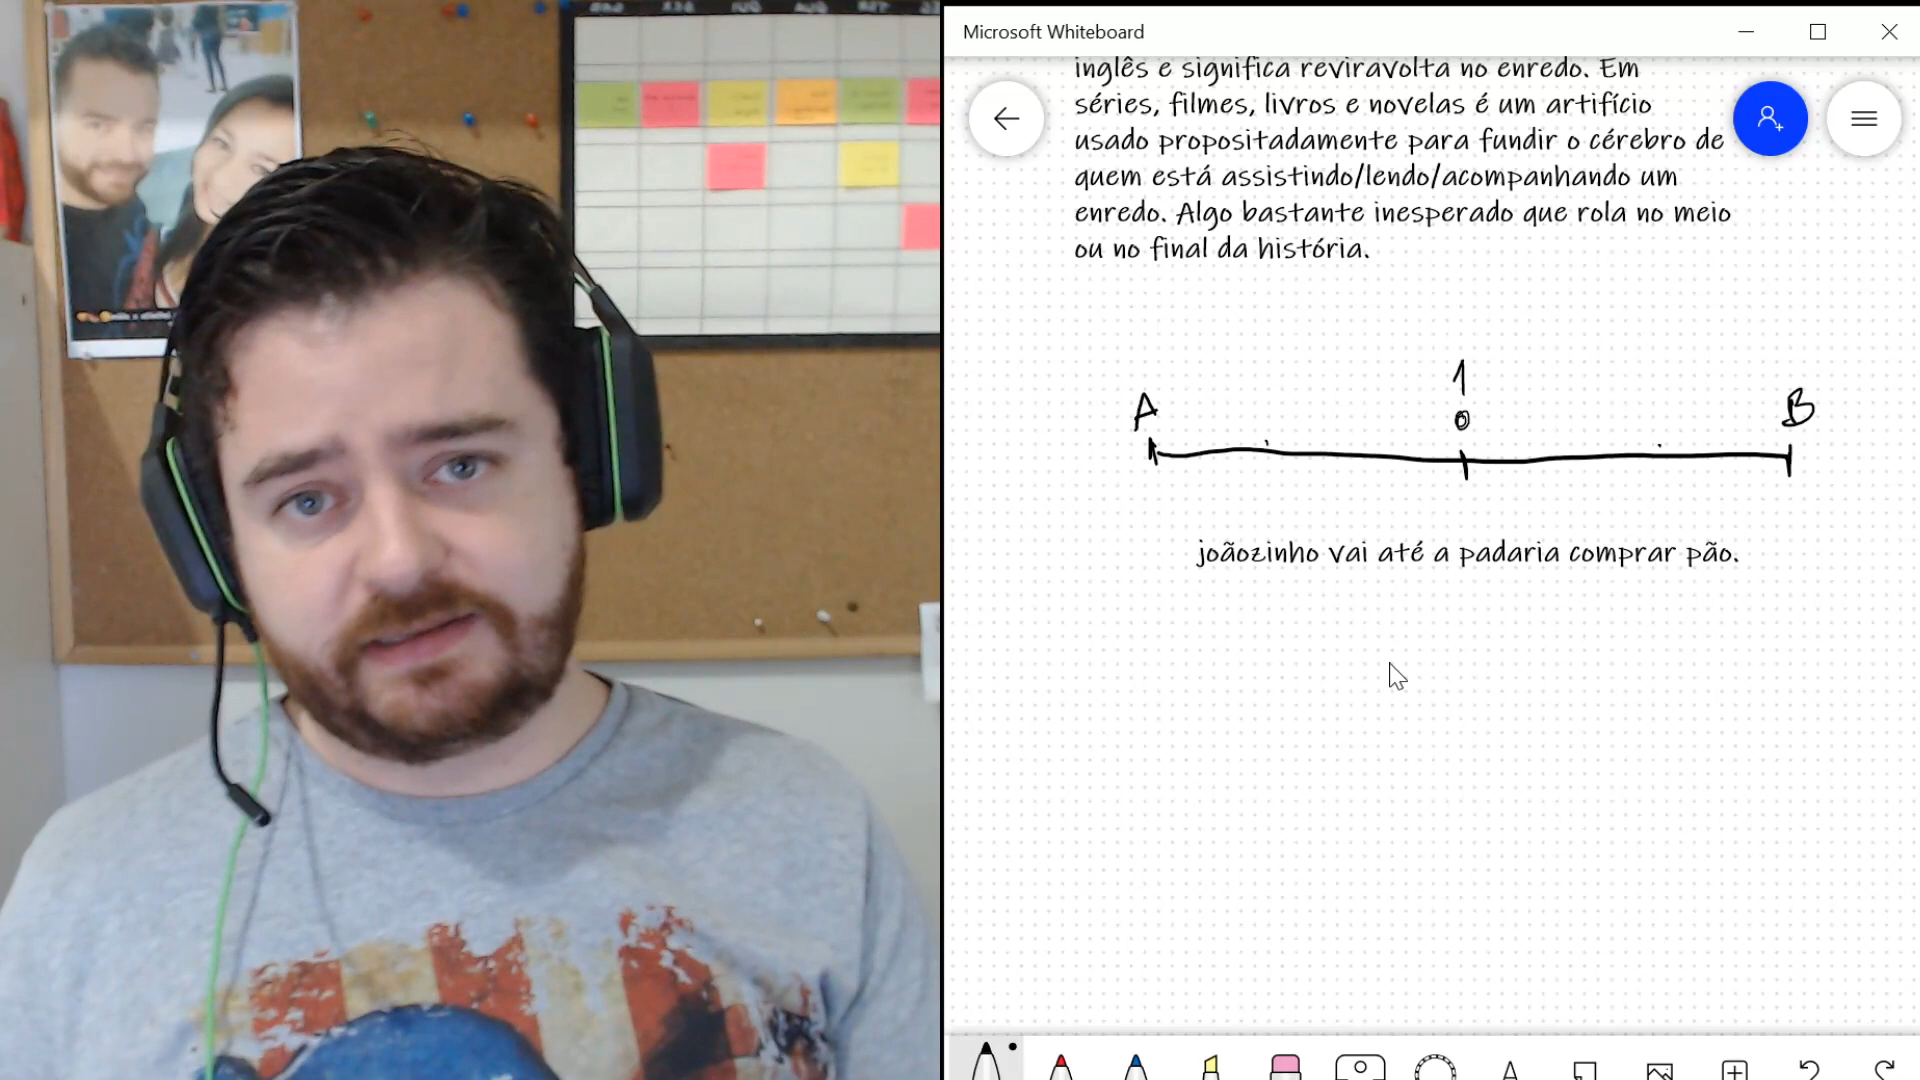 Microsoft Whiteboard
inglês e significa reviravolta no enredo. Em
séries, filmes, livros e novelas é um artifício
usado propositadamente para fundir o cérebro de
quem está assistindo/lendo/acompanhando um
enredo. Algo bastante inesperado que rola no meio
ou no final da história.
1
A
B
joãozinho vai até a padaria comprar pão.